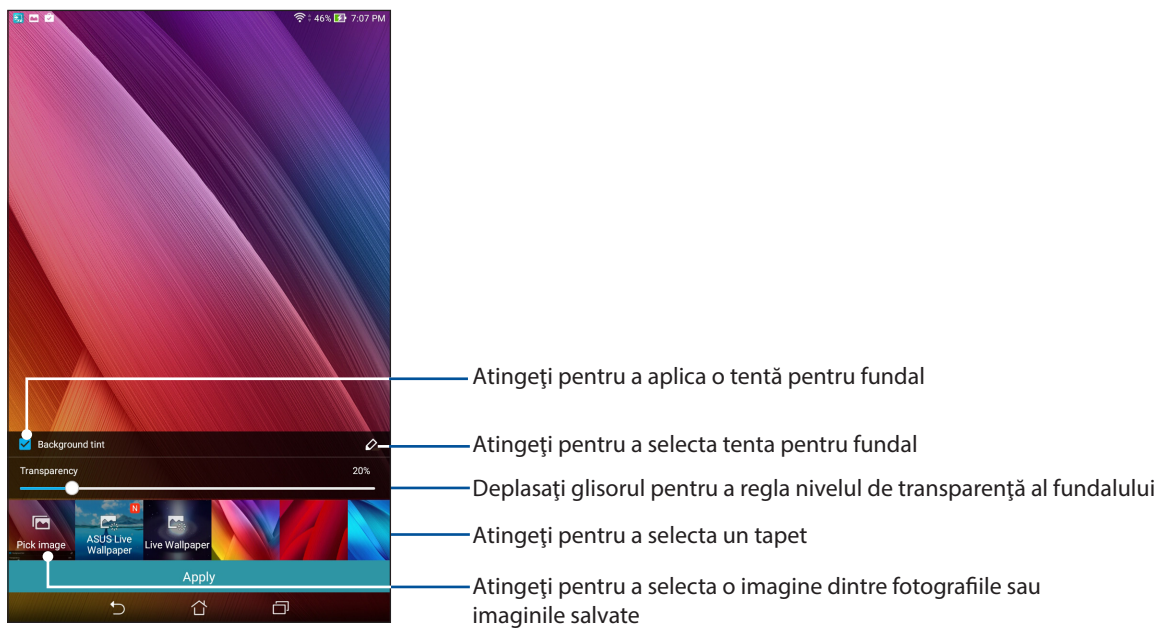 46% 7:07 PM
Atingeţi pentru a aplica o tentă pentru fundal
Background tint
Atingeţi pentru a selecta tenta pentru fundal
Transparency 20%
Deplasaţi glisorul pentru a regla nivelul de transparenţă al fundalului
N
Pick image
ASUS Live
Wallpaper
Live Wallpaper
Atingeţi pentru a selecta un tapet
Apply
Atingeţi pentru a selecta o imagine dintre fotografiile sau
imaginile salvate